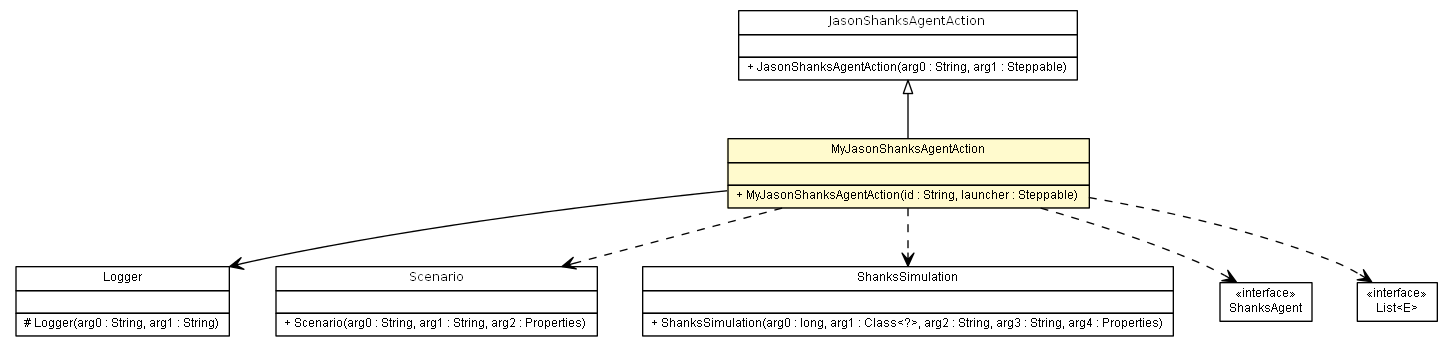 JasonShanksAgentAction
+ JasonShanksAgentAction(arg0 : String, arg1 : Steppable)
MyJasonShanksAgentAction
+ MyJasonShanksAgentAction(id : String, launcher : Steppable)
Logger
# Logger(arg0 : String, arg1 : String)
Scenario
+ Scenario(arg0 : String, arg1 : String, arg2 : Properties)
ShanksSimulation
+ ShanksSimulation(arg0 : long, arg1 : Class<?>, arg2 : String, arg3 : String, arg4 : Properties)
«interface»
ShanksAgent
«interface»
List<E>